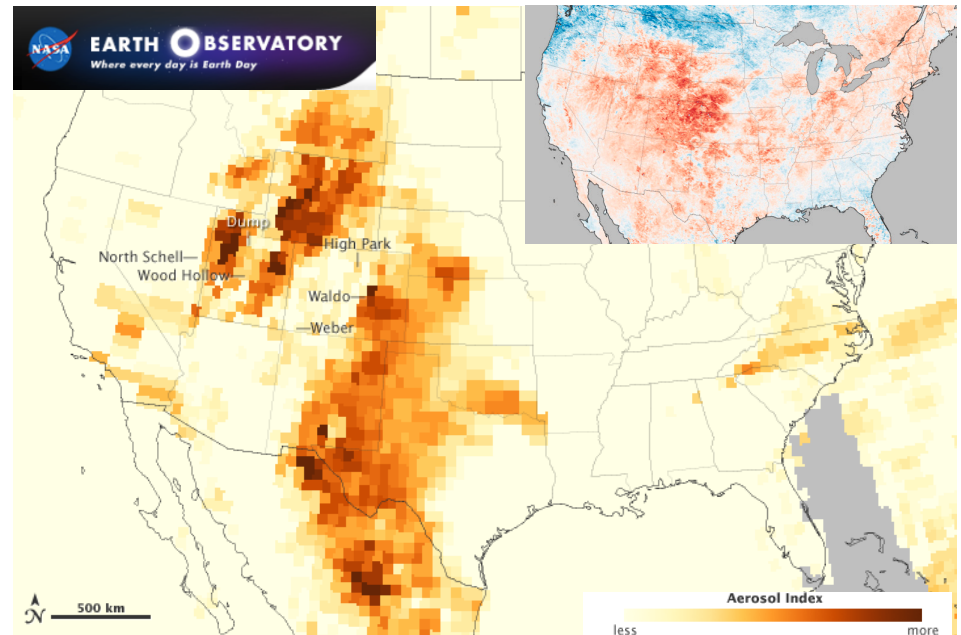 NASA
EARTH OBSERVATORY
Where every day is Earth Day
Dump
High Park
North Schell
Wood Hollow
Waldo
Weber
N
500 km
Aerosol Index
less more